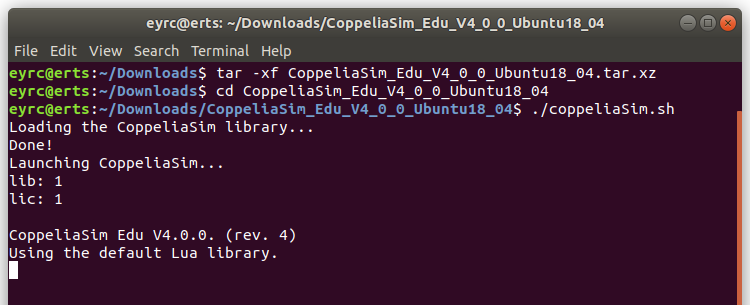 eyrc@erts: ~/Downloads/CoppeliaSim_Edu_V4_0_0_Ubuntu18_04
File Edit View Search Terminal Help
eyrc@erts:~/Downloads$ tar -xf CoppeliaSim_Edu_V4_0_0_Ubuntu18_04.tar.xz
eyrc@erts:~/Downloads$ cd CoppeliaSim_Edu_V4_0_0_Ubuntu18_04
eyrc@erts:~/Downloads/CoppeliaSim_Edu_V4_0_0_Ubuntu18_04$ ./coppeliaSim.sh
Loading the CoppeliaSim library...
Done!
Launching CoppeliaSim...
lib: 1
lic: 1
CoppeliaSim Edu V4.0.0. (rev. 4)
Using the default Lua library.